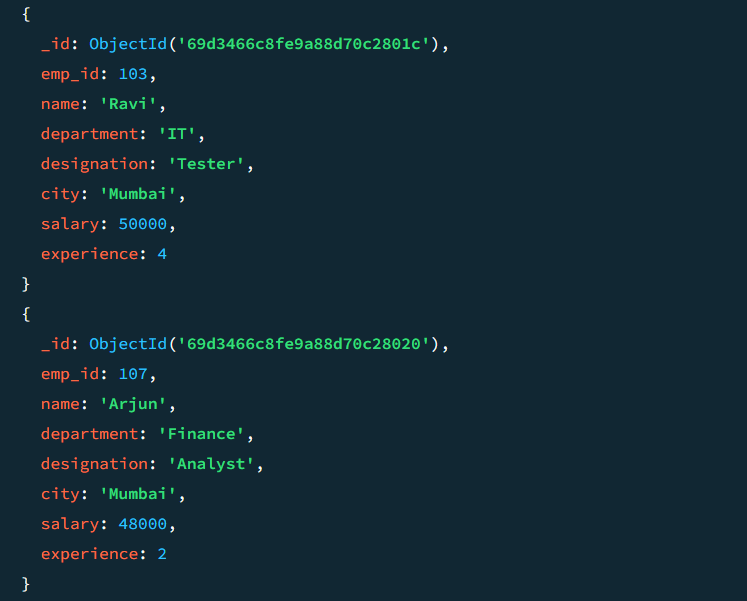 {
_id: ObjectId('69d3466c8fe9a88d70c2801c'),
emp_id: 103,
name: 'Ravi',
department: 'IT',
designation: 'Tester',
city: 'Mumbai',
salary: 50000,
experience: 4
}
{
_id: ObjectId('69d3466c8fe9a88d70c28020'),
emp_id: 107,
name: 'Arjun',
department: 'Finance',
designation: 'Analyst',
city: 'Mumbai',
salary: 48000,
experience: 2
}